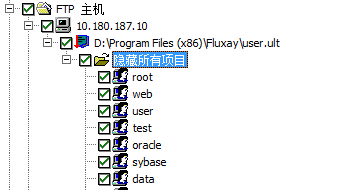 FTP 主机
10.180.187.10
D:\Program Files (x86)\Fluxay\user.ult
隐藏所有项目
root
web
user
test
oracle
sybase
data